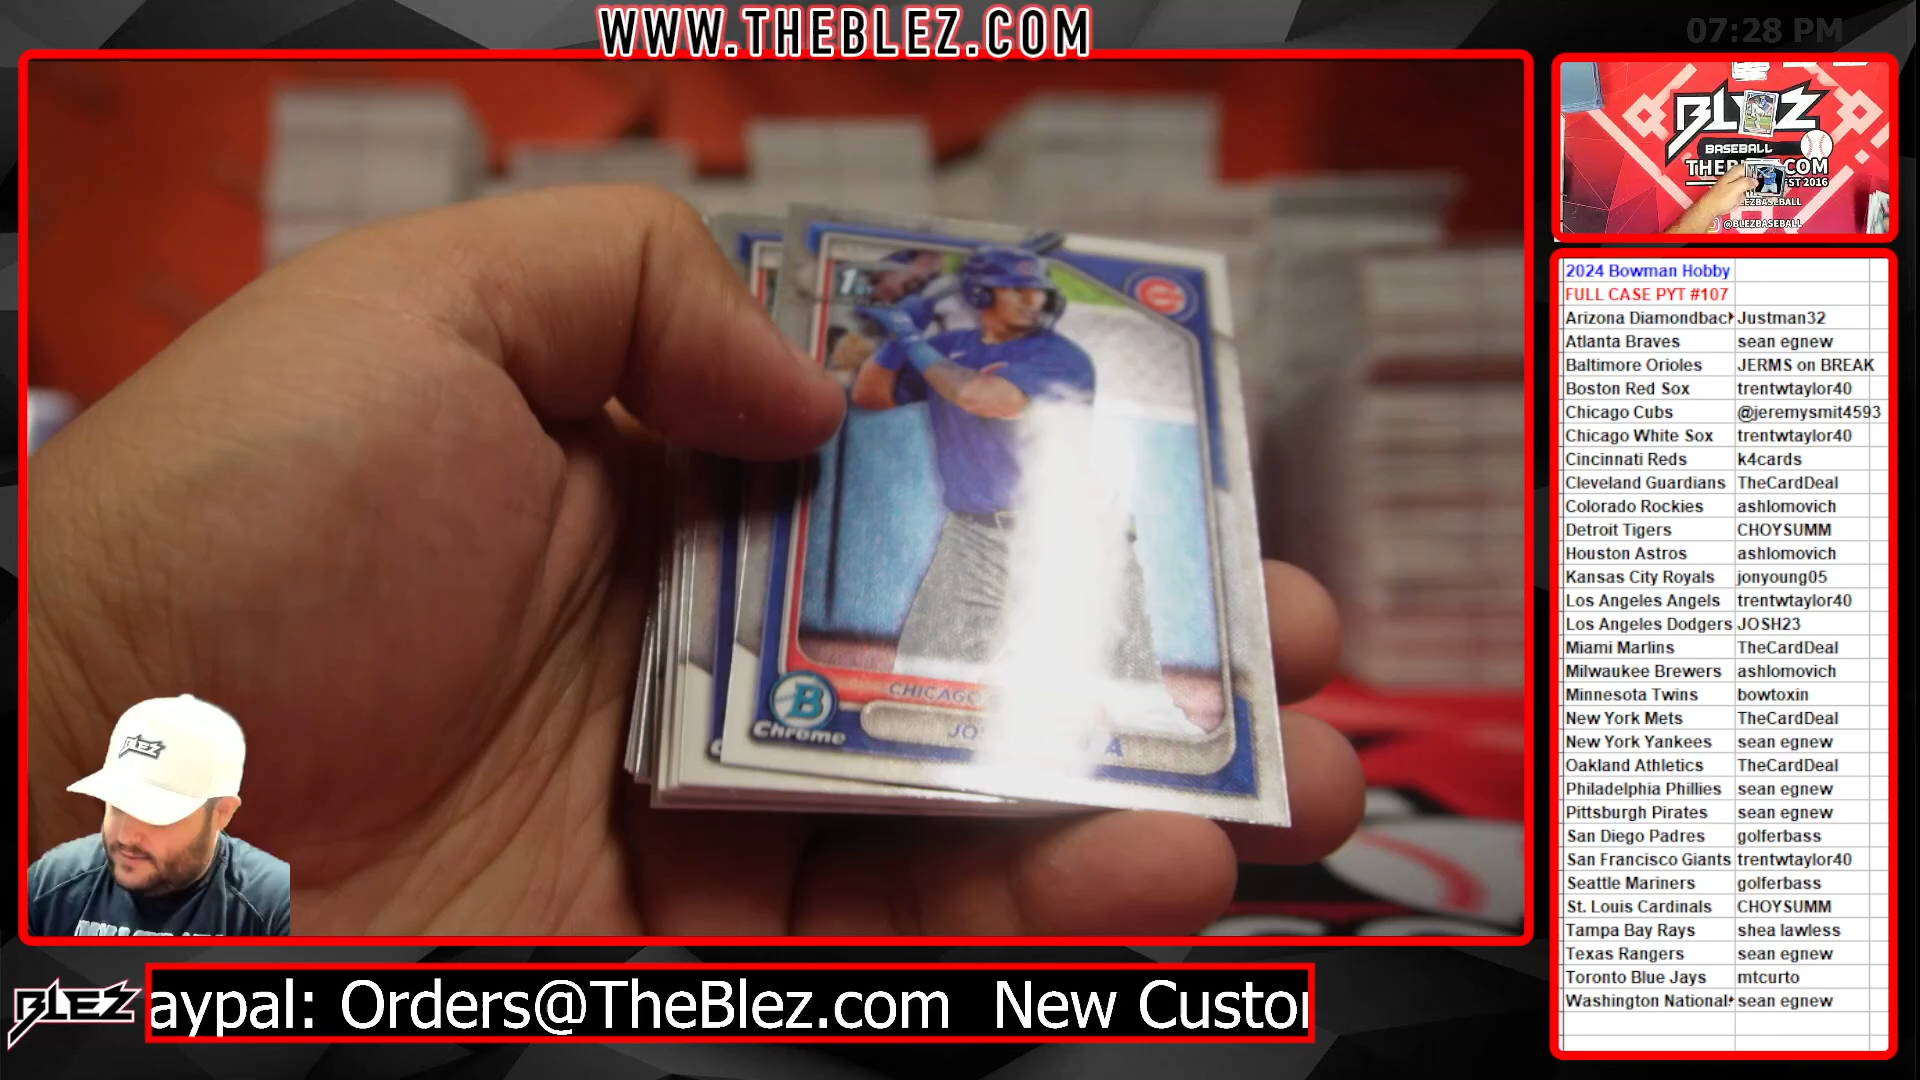 WWW.THEBLEZ.COM
07:28 PM
BLEZ
BASEBALL
@BLEZBASEBALL
1st
CHICAGO
B
Chrome
BLEZ
BLEZ
aypal: Orders@TheBlez.com New Custo
2024 Bowman Hobby
FULL CASE PYT #107
Arizona Diamondbac Justman32
Atlanta Braves sean egnew
Baltimore Orioles JERMS on BREAK
Boston Red Sox trentwtaylor40
Chicago Cubs @jeremysmit4593
Chicago White Sox trentwtaylor40
Cincinnati Reds k4cards
Cleveland Guardians TheCardDeal
Colorado Rockies ashlomovich
Detroit Tigers CHOYSUMM
Houston Astros ashlomovich
Kansas City Royals jonyoung05
Los Angeles Angels trentwtaylor40
Los Angeles Dodgers JOSH23
Miami Marlins TheCardDeal
Milwaukee Brewers ashlomovich
Minnesota Twins bowtoxin
New York Mets TheCardDeal
New York Yankees sean egnew
Oakland Athletics TheCardDeal
Philadelphia Phillies sean egnew
Pittsburgh Pirates sean egnew
San Diego Padres golferbass
San Francisco Giants trentwtaylor40
Seattle Mariners golferbass
St. Louis Cardinals CHOYSUMM
Tampa Bay Rays shea lawless
Texas Rangers sean egnew
Toronto Blue Jays mtcurto
Washington National sean egnew